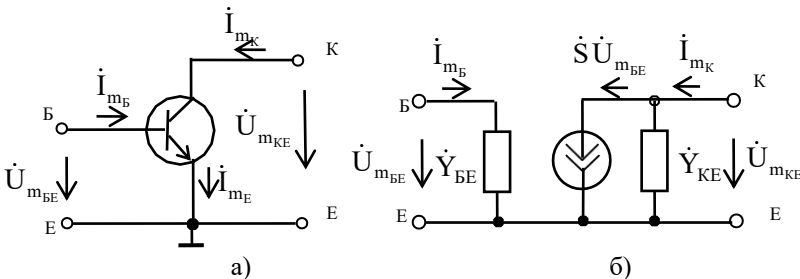 İ_mК
К
İ_mБ
Б
U̇_mКЕ
U̇_mБЕ
İ_mЕ
Е
Е
а)
İ_mБ
ṠU̇_mБЕ
İ_mК
К
Б
U̇_mБЕ
Ẏ_БЕ
Ẏ_КЕ
U̇_mКЕ
Е
Е
б)